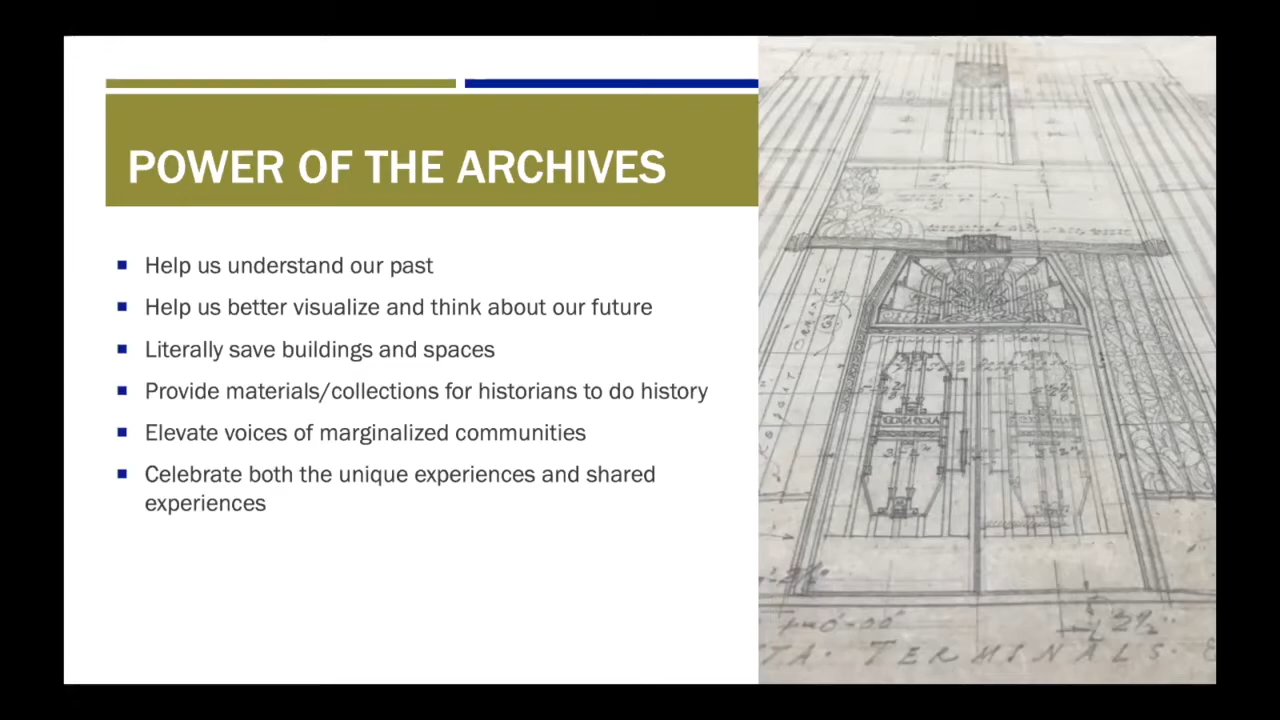 POWER OF THE ARCHIVES
Help us understand our past
Help us better visualize and think about our future
Literally save buildings and spaces
Provide materials/collections for historians to do history
Elevate voices of marginalized communities
Celebrate both the unique experiences and shared
experiences
COCA COLA
TERMINALS